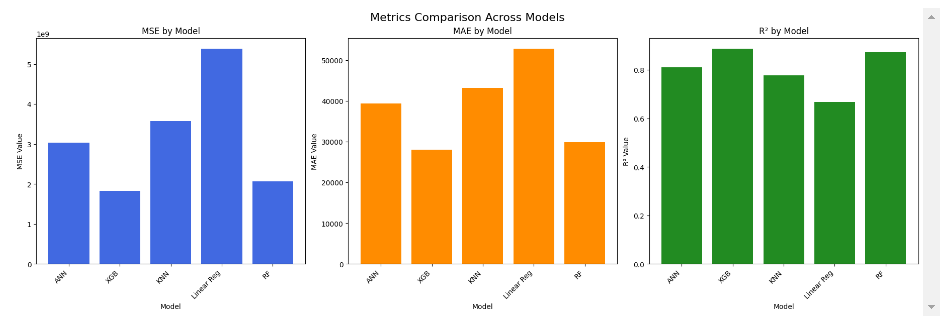 Metrics Comparison Across Models
MSE by Model
1e9
5
4
3
2
1
0
MSE Value
ANN
XGB
KNN
Linear Reg
RF
Model
MAE by Model
50000
40000
30000
20000
10000
0
MAE Value
ANN
XGB
KNN
Linear Reg
RF
Model
R² by Model
0.8
0.6
0.4
0.2
0.0
R² Value
ANN
XGB
KNN
Linear Reg
RF
Model